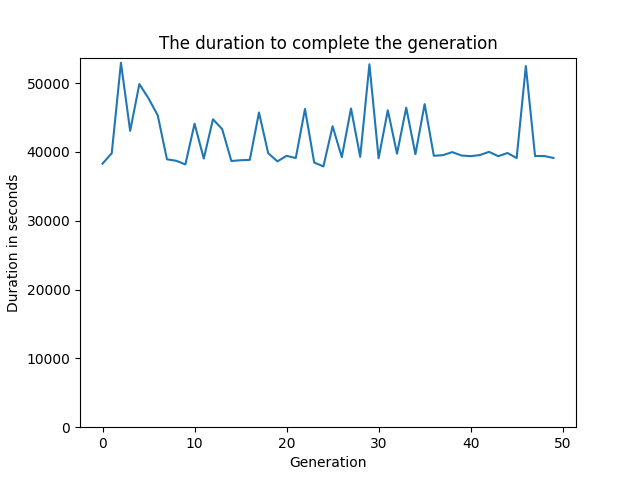 The duration to complete the generation
Duration in seconds
50000
40000
30000
20000
10000
0
0 10 20 30 40 50
Generation